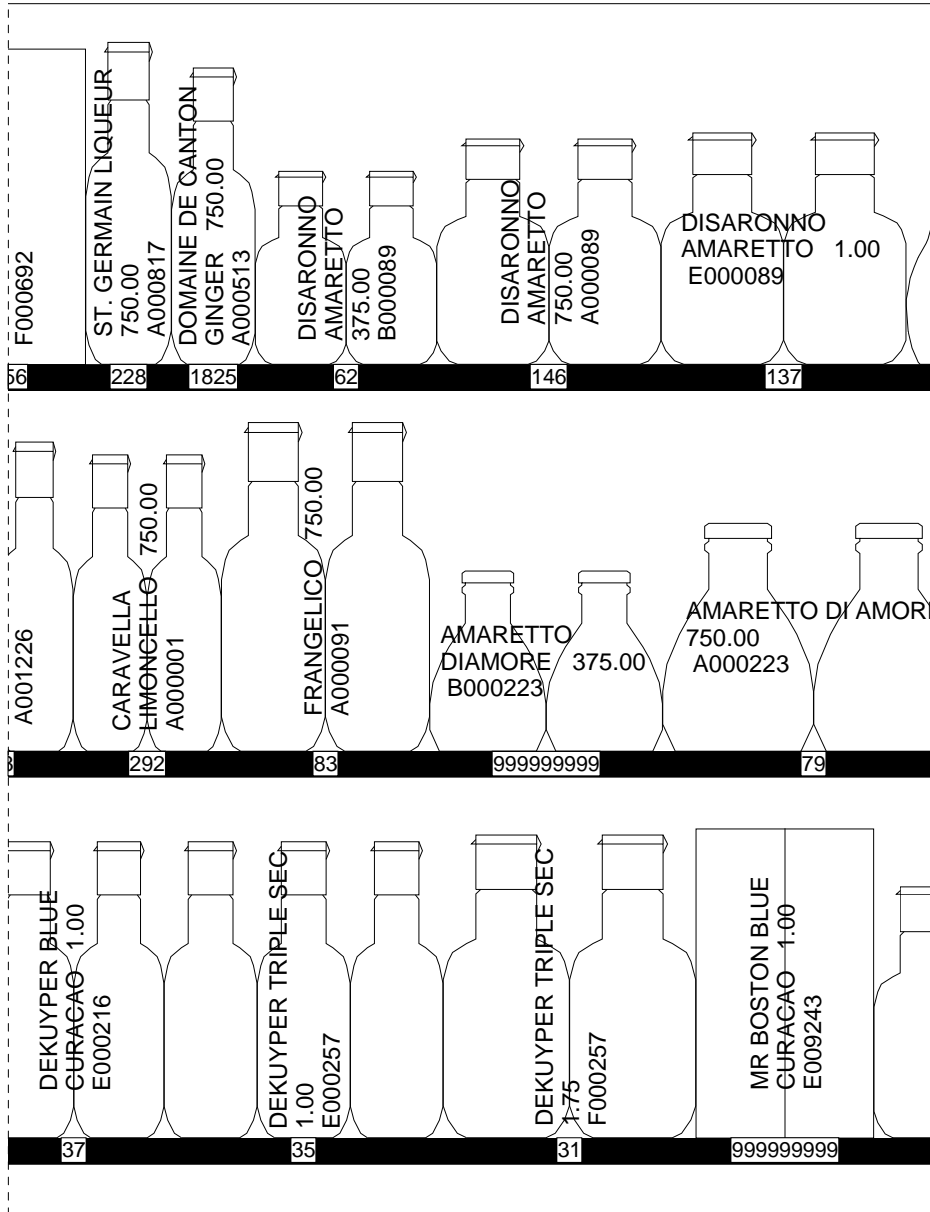 F000692
ST. GERMAIN LIQUEUR
750.00
A000817
DOMAINE DE CANTON
GINGER 750.00
A000513
DISARONNO
AMARETTO
375.00
B000089
DISARONNO
AMARETTO
750.00
A000089
DISARONNO
AMARETTO 1.00
E000089
56
228
1825
62
146
137
A001226
CARAVELLA
LIMONCELLO 750.00
A000001
FRANGELICO 750.00
A000091
AMARETTO
DIAMORE 375.00
B000223
AMARETTO DI AMORE
750.00
A000223
292
83
999999999
79
DEKUYPER BLUE
CURACAO 1.00
E000216
DEKUYPER TRIPLE SEC
1.00
E000257
DEKUYPER TRIPLE SEC
1.75
F000257
MR BOSTON BLUE
CURACAO 1.00
E009243
37
35
31
999999999